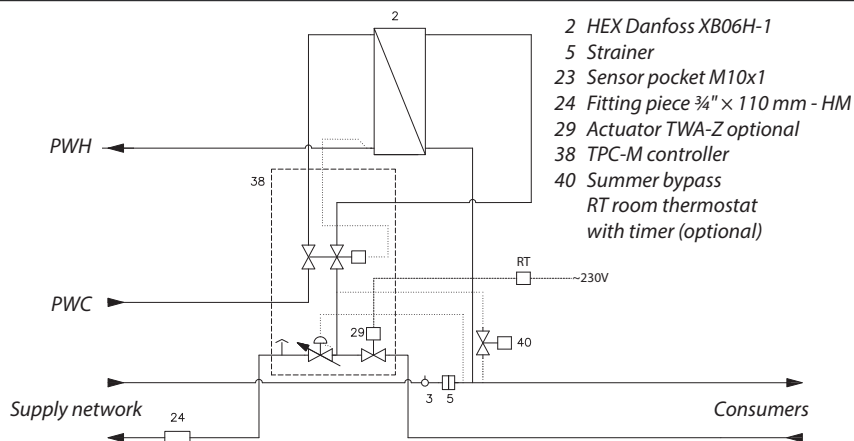 2
2 HEX Danfoss XB06H-1
5 Strainer
23 Sensor pocket M10x1
24 Fitting piece ¾" × 110 mm - HM
29 Actuator TWA-Z optional
38 TPC-M controller
40 Summer bypass
RT room thermostat
with timer (optional)
PWH
38
RT
~230V
PWC
29
40
3 5
Supply network
Consumers
24